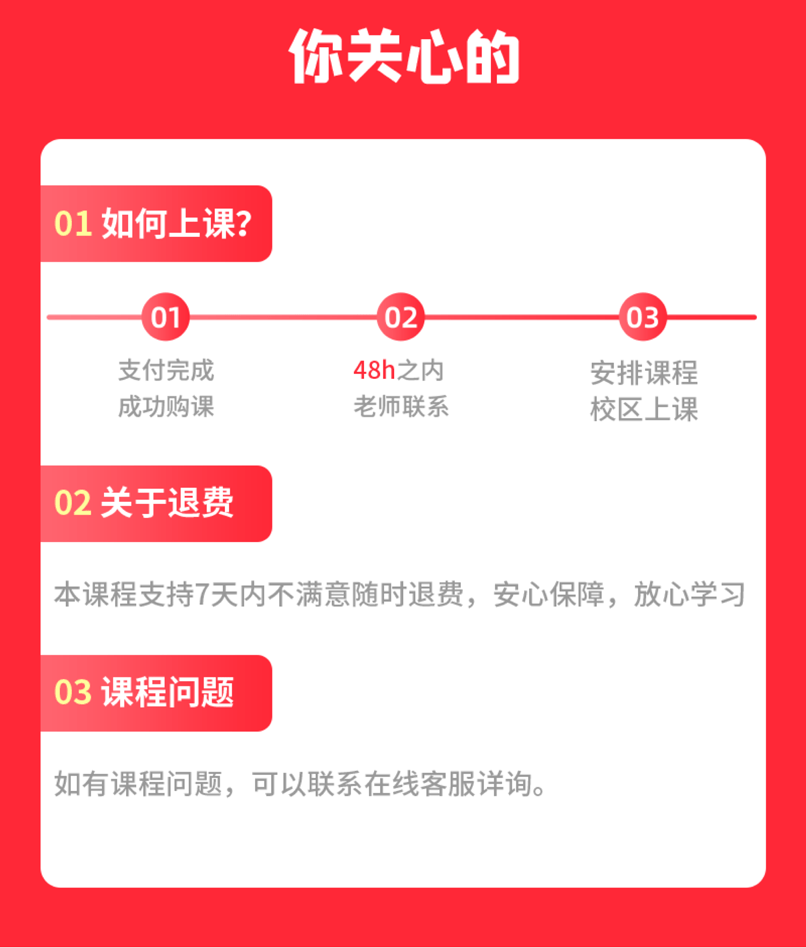 你关心的
01 如何上课?
01
02
03
支付完成
成功购课
48h之内
老师联系
安排课程
校区上课
02 关于退费
本课程支持7天内不满意随时退费，安心保障，放心学习
03 课程问题
如有课程问题，可以联系在线客服详询。